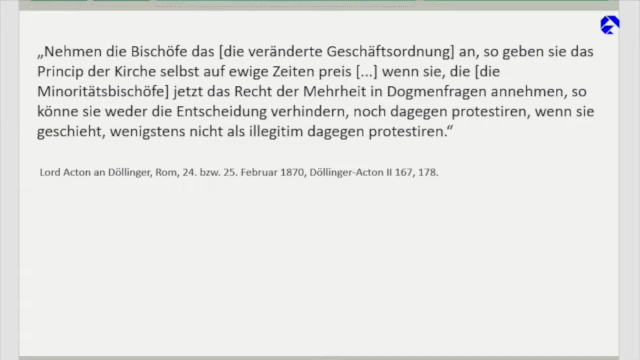 „Nehmen die Bischöfe das [die veränderte Geschäftsordnung] an, so geben sie das
Princip der Kirche selbst auf ewige Zeiten preis [...] wenn sie, die [die
Minoritätsbischöfe] jetzt das Recht der Mehrheit in Dogmenfragen annehmen, so
könne sie weder die Entscheidung verhindern, noch dagegen protestiren, wenn sie
geschieht, wenigstens nicht als illegitim dagegen protestiren.“
Lord Acton an Döllinger, Rom, 24. bzw. 25. Februar 1870, Döllinger-Acton II 167, 178.